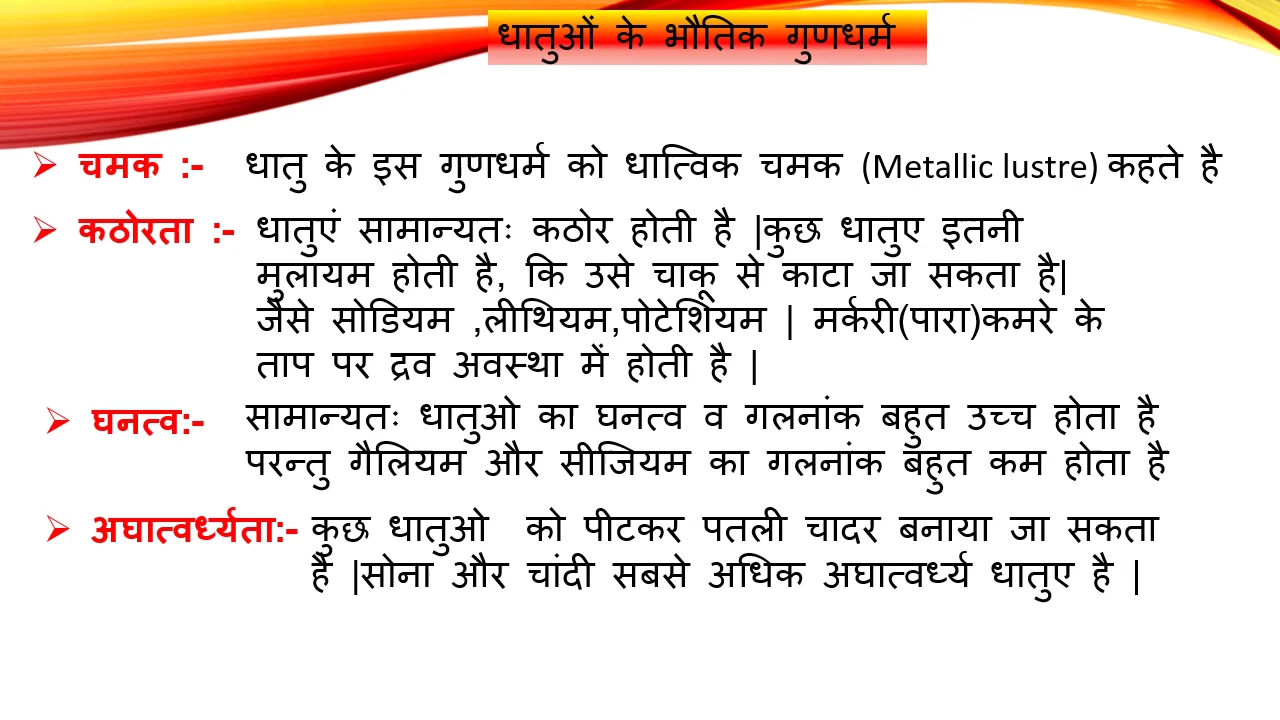 धातुओं के भौतिक गुणधर्म
➢ चमक :- धातु के इस गुणधर्म को धात्विक चमक (Metallic lustre) कहते है
➢ कठोरता :- धातुएं सामान्यतः कठोर होती है |कुछ धातुए इतनी
मुलायम होती है, कि उसे चाकू से काटा जा सकता है|
जैसे सोडियम ,लीथियम,पोटेशियम | मर्करी(पारा)कमरे के
ताप पर द्रव अवस्था में होती है |
➢ घनत्व:- सामान्यतः धातुओ का घनत्व व गलनांक बहुत उच्च होता है
परन्तु गैलियम और सीजियम का गलनांक बहुत कम होता है
➢ अघात्वर्ध्यता:- कुछ धातुओ को पीटकर पतली चादर बनाया जा सकता
है |सोना और चांदी सबसे अधिक अघात्वर्ध्य धातुए है |